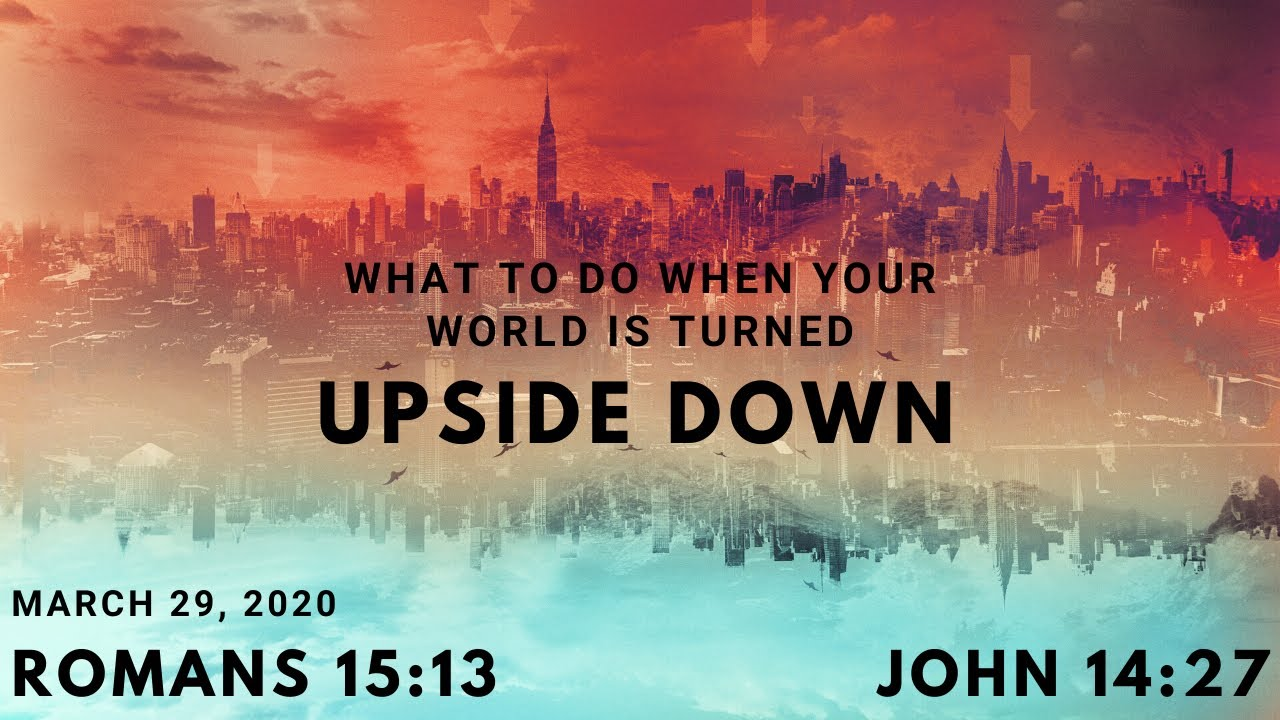 WHAT TO DO WHEN YOUR
WORLD IS TURNED
UPSIDE DOWN
MARCH 29, 2020
ROMANS 15:13
JOHN 14:27